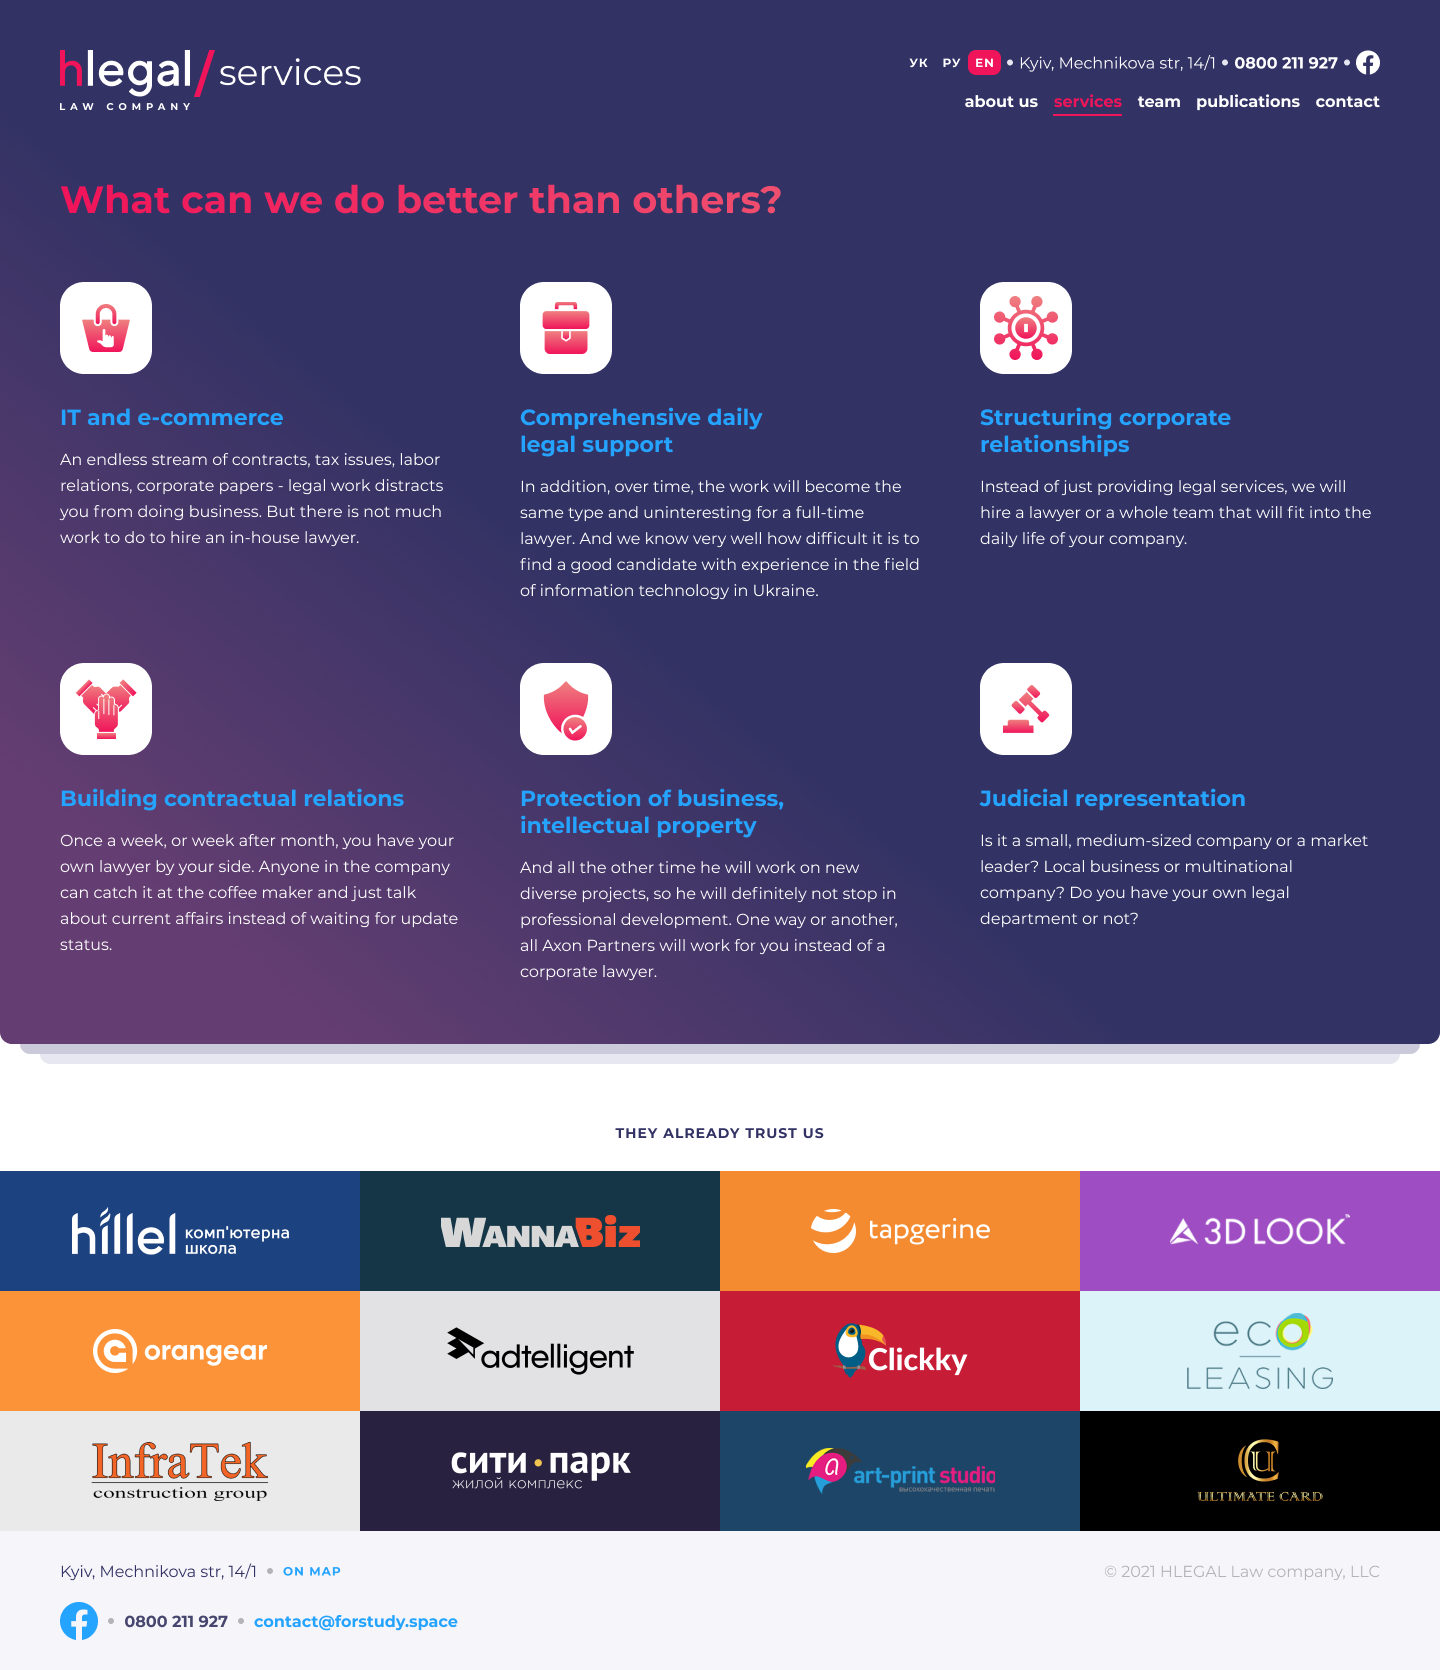 hlegal/services
LAW COMPANY
УК РУ EN • Kyiv, Mechnikova str, 14/1 • 0800 211 927 •
about us services team publications contact
What can we do better than others?
IT and e-commerce
An endless stream of contracts, tax issues, labor
relations, corporate papers - legal work distracts
you from doing business. But there is not much
work to do to hire an in-house lawyer.
Comprehensive daily
legal support
In addition, over time, the work will become the
same type and uninteresting for a full-time
lawyer. And we know very well how difficult it is to
find a good candidate with experience in the field
of information technology in Ukraine.
Structuring corporate
relationships
Instead of just providing legal services, we will
hire a lawyer or a whole team that will fit into the
daily life of your company.
Building contractual relations
Once a week, or week after month, you have your
own lawyer by your side. Anyone in the company
can catch it at the coffee maker and just talk
about current affairs instead of waiting for update
status.
Protection of business,
intellectual property
And all the other time he will work on new
diverse projects, so he will definitely not stop in
professional development. One way or another,
all Axon Partners will work for you instead of a
corporate lawyer.
Judicial representation
Is it a small, medium-sized company or a market
leader? Local business or multinational
company? Do you have your own legal
department or not?
THEY ALREADY TRUST US
hillel комп'ютерна
школа
WANNABIZ
tapgerine
3DLOOK™
orangear
adtelligent
Clickky
eco
LEASING
InfraTek
construction group
сити • парк
жилой комплекс
a art-print studio
высококачественная печать
CU
ULTIMATE CARD
Kyiv, Mechnikova str, 14/1 • ON MAP
© 2021 HLEGAL Law company, LLC
• 0800 211 927 • contact@forstudy.space